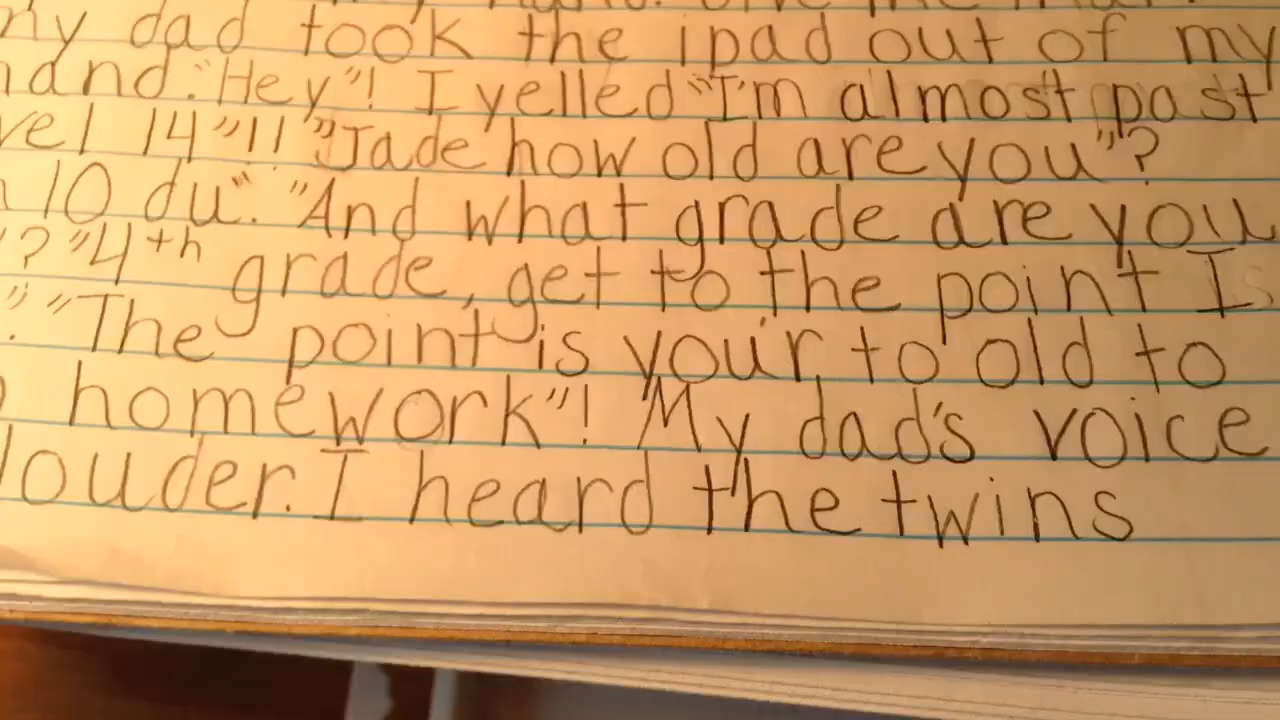 my dad took the ipad out of my
hand. "Hey"! I yelled "I'm almost past
vel 14"!! "Jade how old are you"?
10 du". "And what grade are you
"? "4th grade, get to the point I
." "The point is your to old to
homework"! My dad's voice
louder. I heard the twins